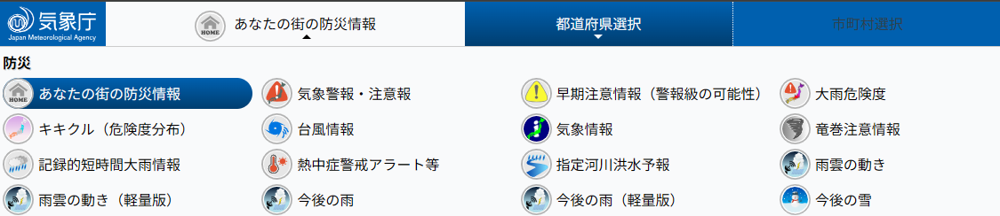 気象庁
Japan Meteorological Agency
HOME あなたの街の防災情報
都道府県選択
市町村選択
防災
HOME あなたの街の防災情報
気象警報・注意報
早期注意情報（警報級の可能性）
大雨危険度
キキクル（危険度分布）
台風情報
気象情報
竜巻注意情報
記録的短時間大雨情報
熱中症警戒アラート等
指定河川洪水予報
雨雲の動き
雨雲の動き（軽量版）
今後の雨
今後の雨（軽量版）
今後の雪